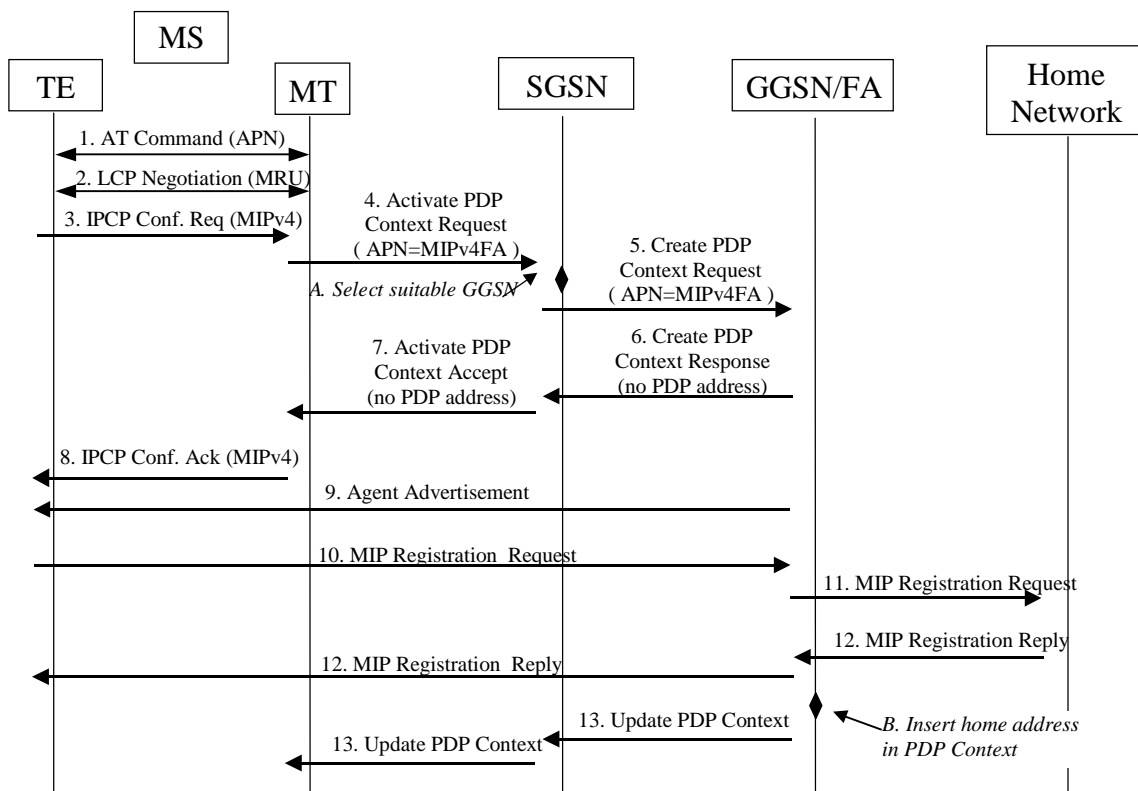 MS
TE
MT
SGSN
GGSN/FA
Home
Network
1. AT Command (APN)
2. LCP Negotiation (MRU)
3. IPCP Conf. Req (MIPv4)
4. Activate PDP
Context Request
( APN=MIPv4FA )
A. Select suitable GGSN
5. Create PDP
Context Request
( APN=MIPv4FA )
6. Create PDP
Context Response
(no PDP address)
7. Activate PDP
Context Accept
(no PDP address)
8. IPCP Conf. Ack (MIPv4)
9. Agent Advertisement
10. MIP Registration Request
11. MIP Registration Request
12. MIP Registration Reply
12. MIP Registration Reply
B. Insert home address
in PDP Context
13. Update PDP Context
13. Update PDP Context